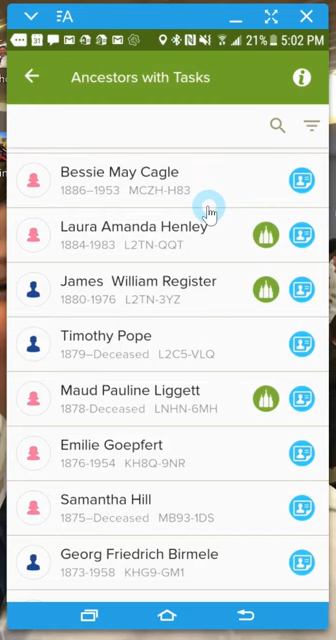 A
31
21% 5:02 PM
Ancestors with Tasks
Bessie May Cagle
1886–1953 MCZH-H83
Laura Amanda Henley
1884-1983 L2TN-QQT
James William Register
1880-1976 L2TN-3YZ
Timothy Pope
1879–Deceased L2C5-VLQ
Maud Pauline Liggett
1878-Deceased LNHN-6MH
Emilie Goepfert
1876-1954 KH8Q-9NR
Samantha Hill
1875–Deceased MB93-1DS
Georg Friedrich Birmele
1873-1958 KHG9-GM1